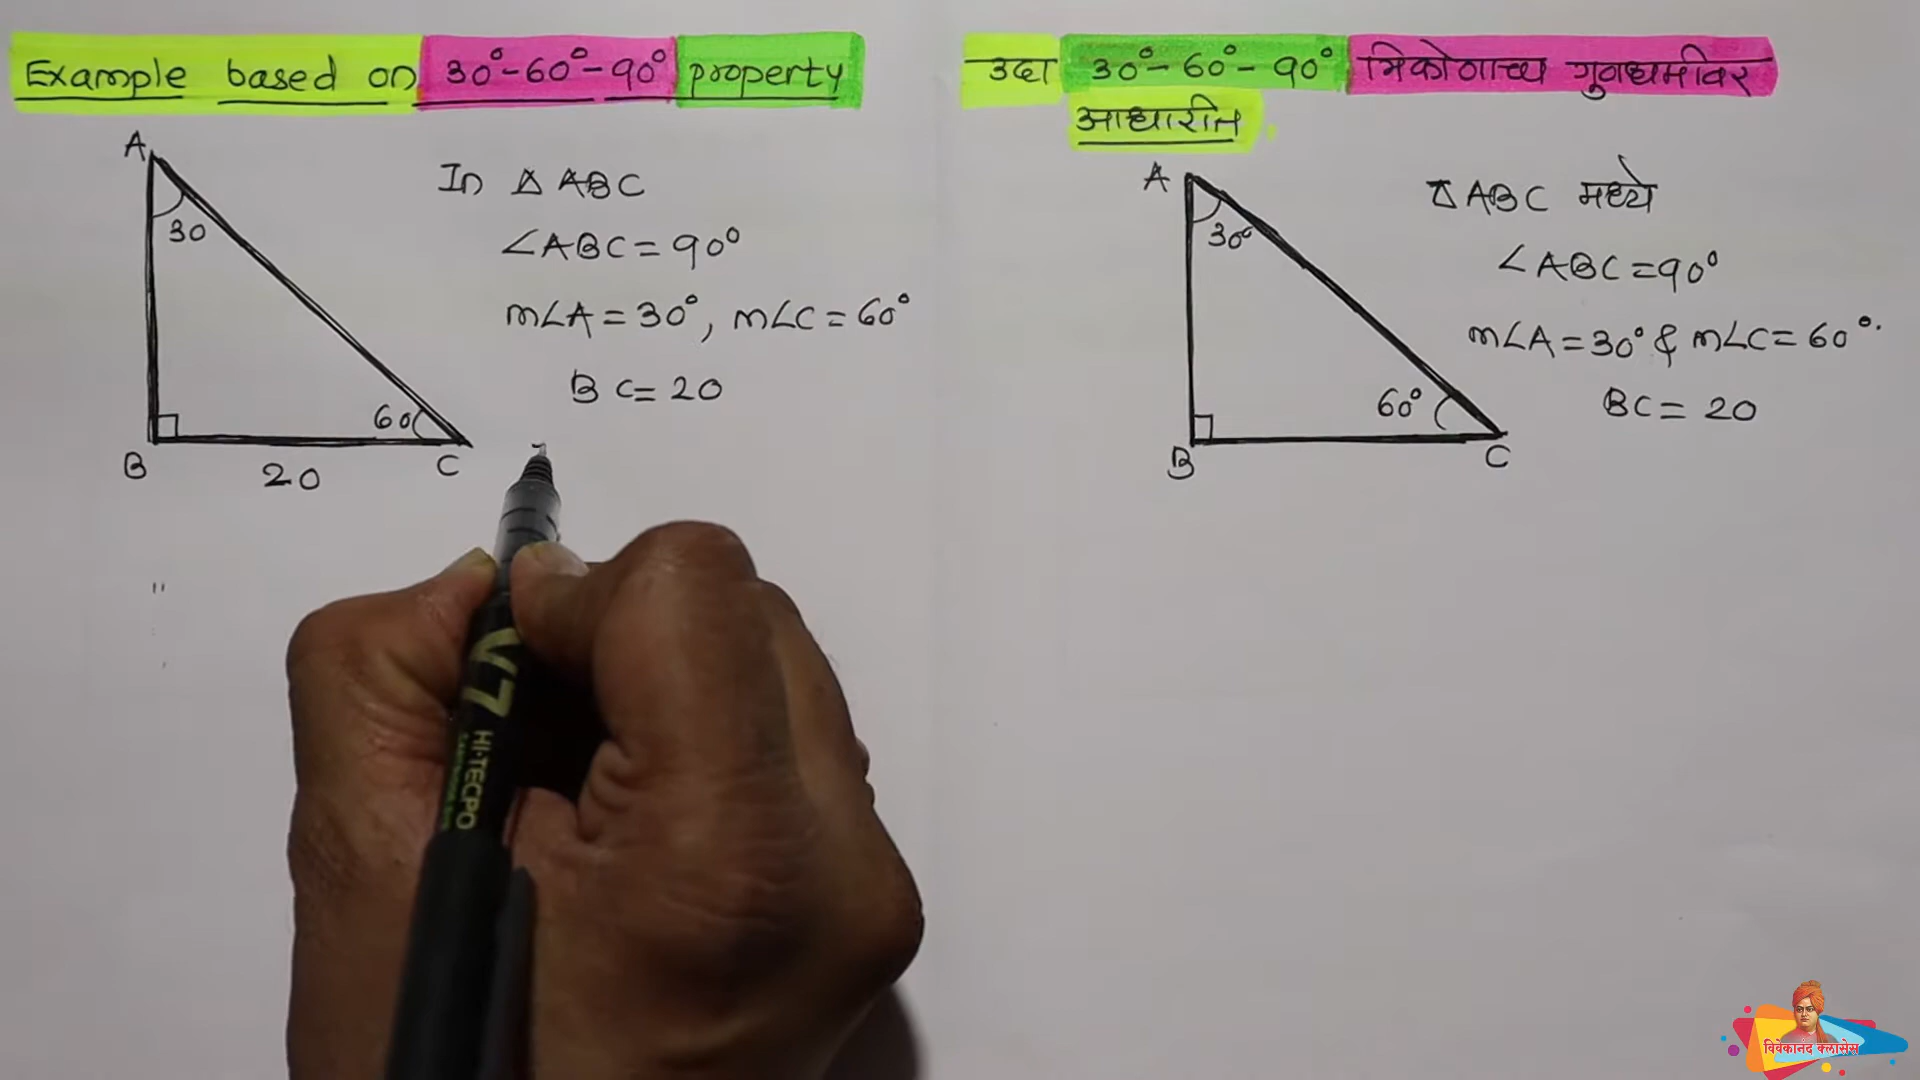 Example based on 30°-60°-90° property
A
30
60
B
20
C
In △ ABC
∠ABC = 90°
m∠A = 30°, m∠C = 60°
BC = 20
उदा 30°- 60°- 90° त्रिकोणाच्या गुणधर्मावर
आधारीत
A
30°
60°
B
C
△ABC मध्ये
∠ABC = 90°
m∠A = 30° & m∠C = 60°.
BC = 20
V7
HI-TECPO
विवेकानंद क्लासेस